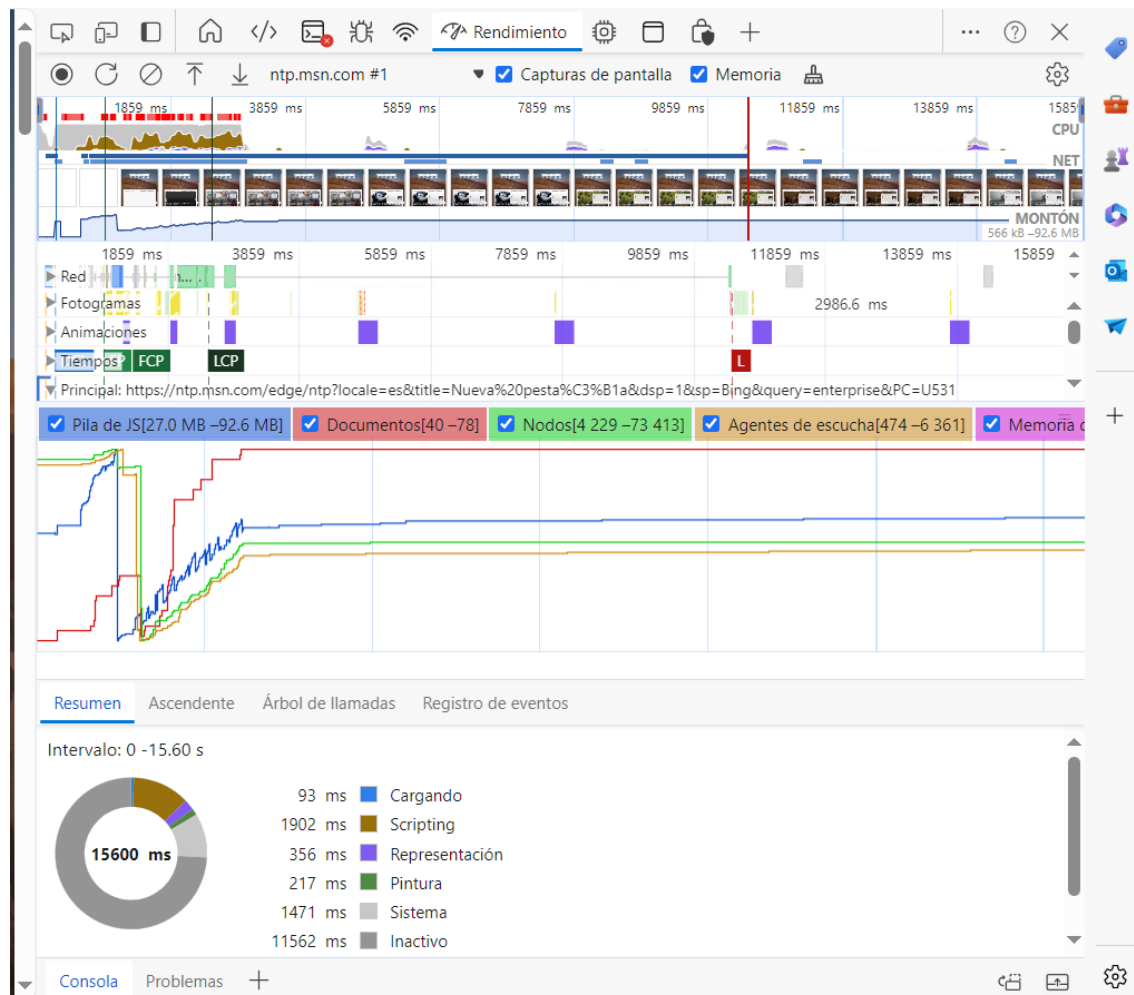 Rendimiento
ntp.msn.com #1 Capturas de pantalla Memoria
1859 ms 3859 ms 5859 ms 7859 ms 9859 ms 11859 ms 13859 ms 1585
CPU
NET
MONTÓN
566 kB –92.6 MB
1859 ms 3859 ms 5859 ms 7859 ms 9859 ms 11859 ms 13859 ms 15859
Red
Fotogramas 2986.6 ms
Animaciones
Tiempos FCP LCP L
Principal: https://ntp.msn.com/edge/ntp?locale=es&title=Nueva%20pesta%C3%B1a&dsp=1&sp=Bing&query=enterprise&PC=U531
Pila de JS[27.0 MB –92.6 MB] Documentos[40 –78] Nodos[4 229 –73 413] Agentes de escucha[474 –6 361] Memoria
Resumen Ascendente Árbol de llamadas Registro de eventos
Intervalo: 0 -15.60 s
93 ms Cargando
1902 ms Scripting
15600 ms
356 ms Representación
217 ms Pintura
1471 ms Sistema
11562 ms Inactivo
Consola Problemas